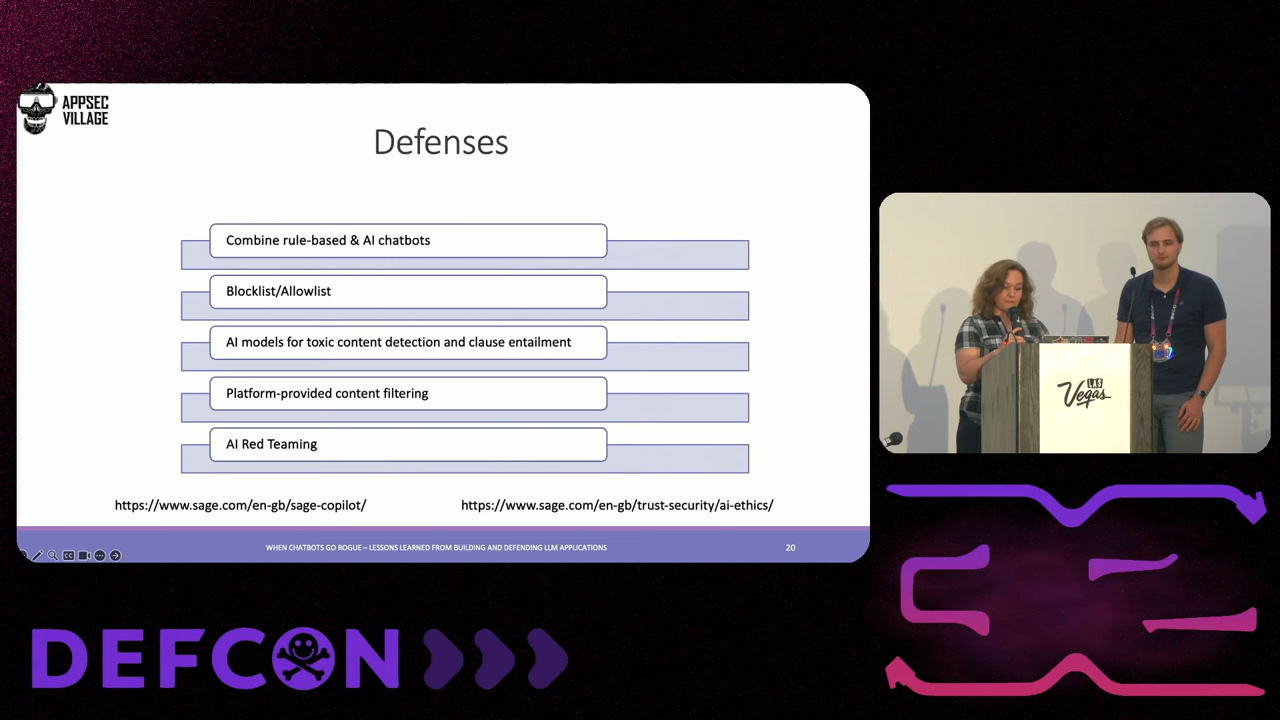 APPSEC
VILLAGE
Defenses
Combine rule-based & AI chatbots
Blocklist/Allowlist
AI models for toxic content detection and clause entailment
Platform-provided content filtering
AI Red Teaming
https://www.sage.com/en-gb/sage-copilot/
https://www.sage.com/en-gb/trust-security/ai-ethics/
WHEN CHATBOTS GO ROGUE – LESSONS LEARNED FROM BUILDING AND DEFENDING LLM APPLICATIONS
20
LAS
Vegas
DEFCON